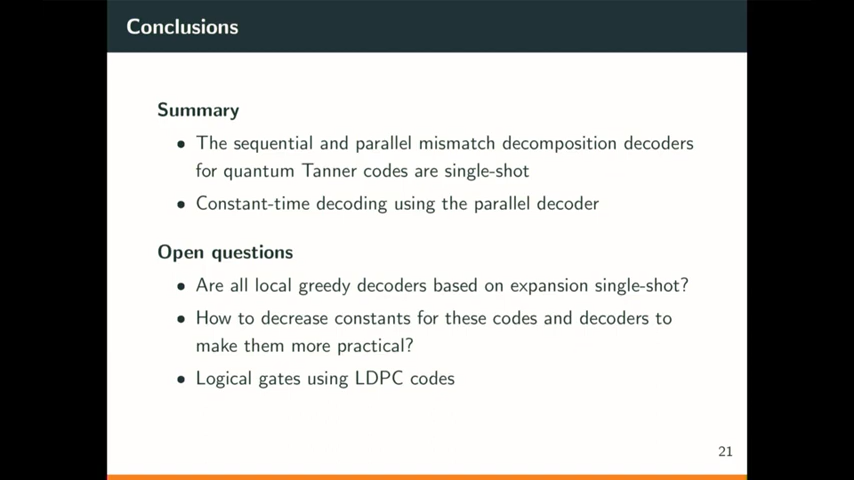 Conclusions
Summary
• The sequential and parallel mismatch decomposition decoders
for quantum Tanner codes are single-shot
• Constant-time decoding using the parallel decoder
Open questions
• Are all local greedy decoders based on expansion single-shot?
• How to decrease constants for these codes and decoders to
make them more practical?
• Logical gates using LDPC codes
21